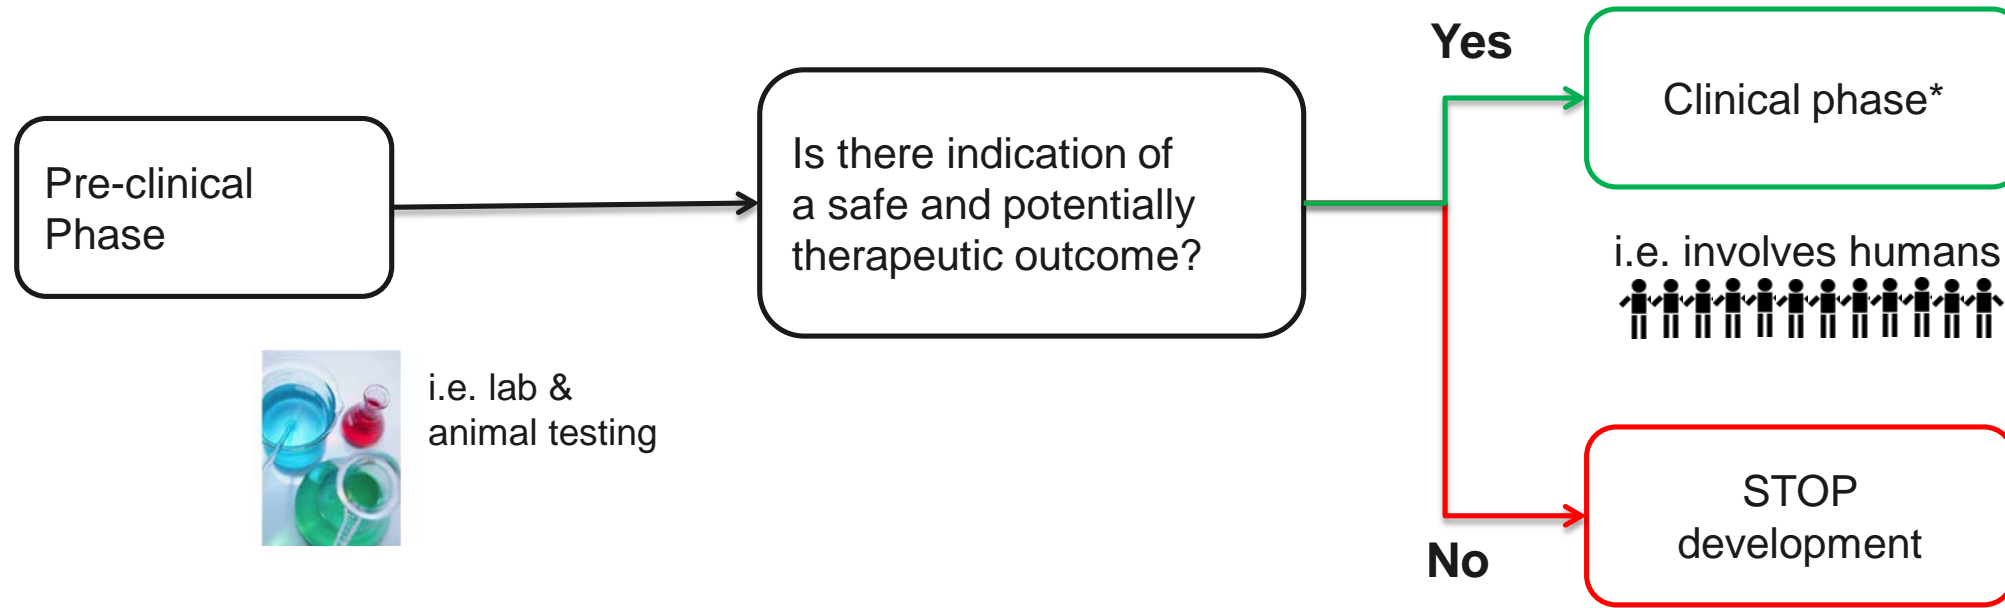 Pre-clinical
Phase
i.e. lab &
animal testing
Is there indication of
a safe and potentially
therapeutic outcome?
Yes
Clinical phase*
i.e. involves humans
No
STOP
development